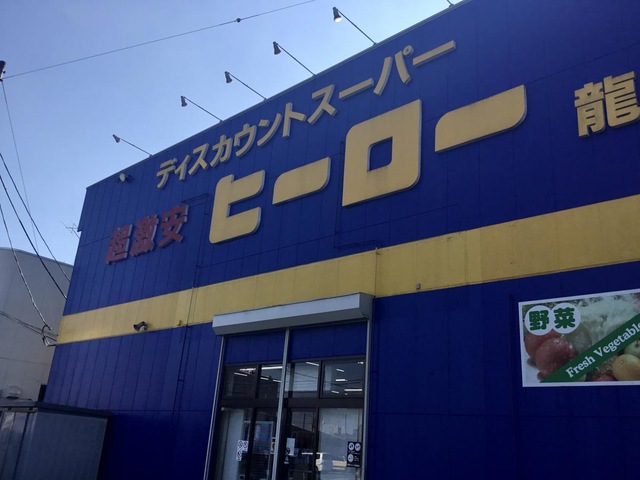 ディスカウントスーパー
超激安
ヒーロー
龍
野菜
Fresh Vegetable